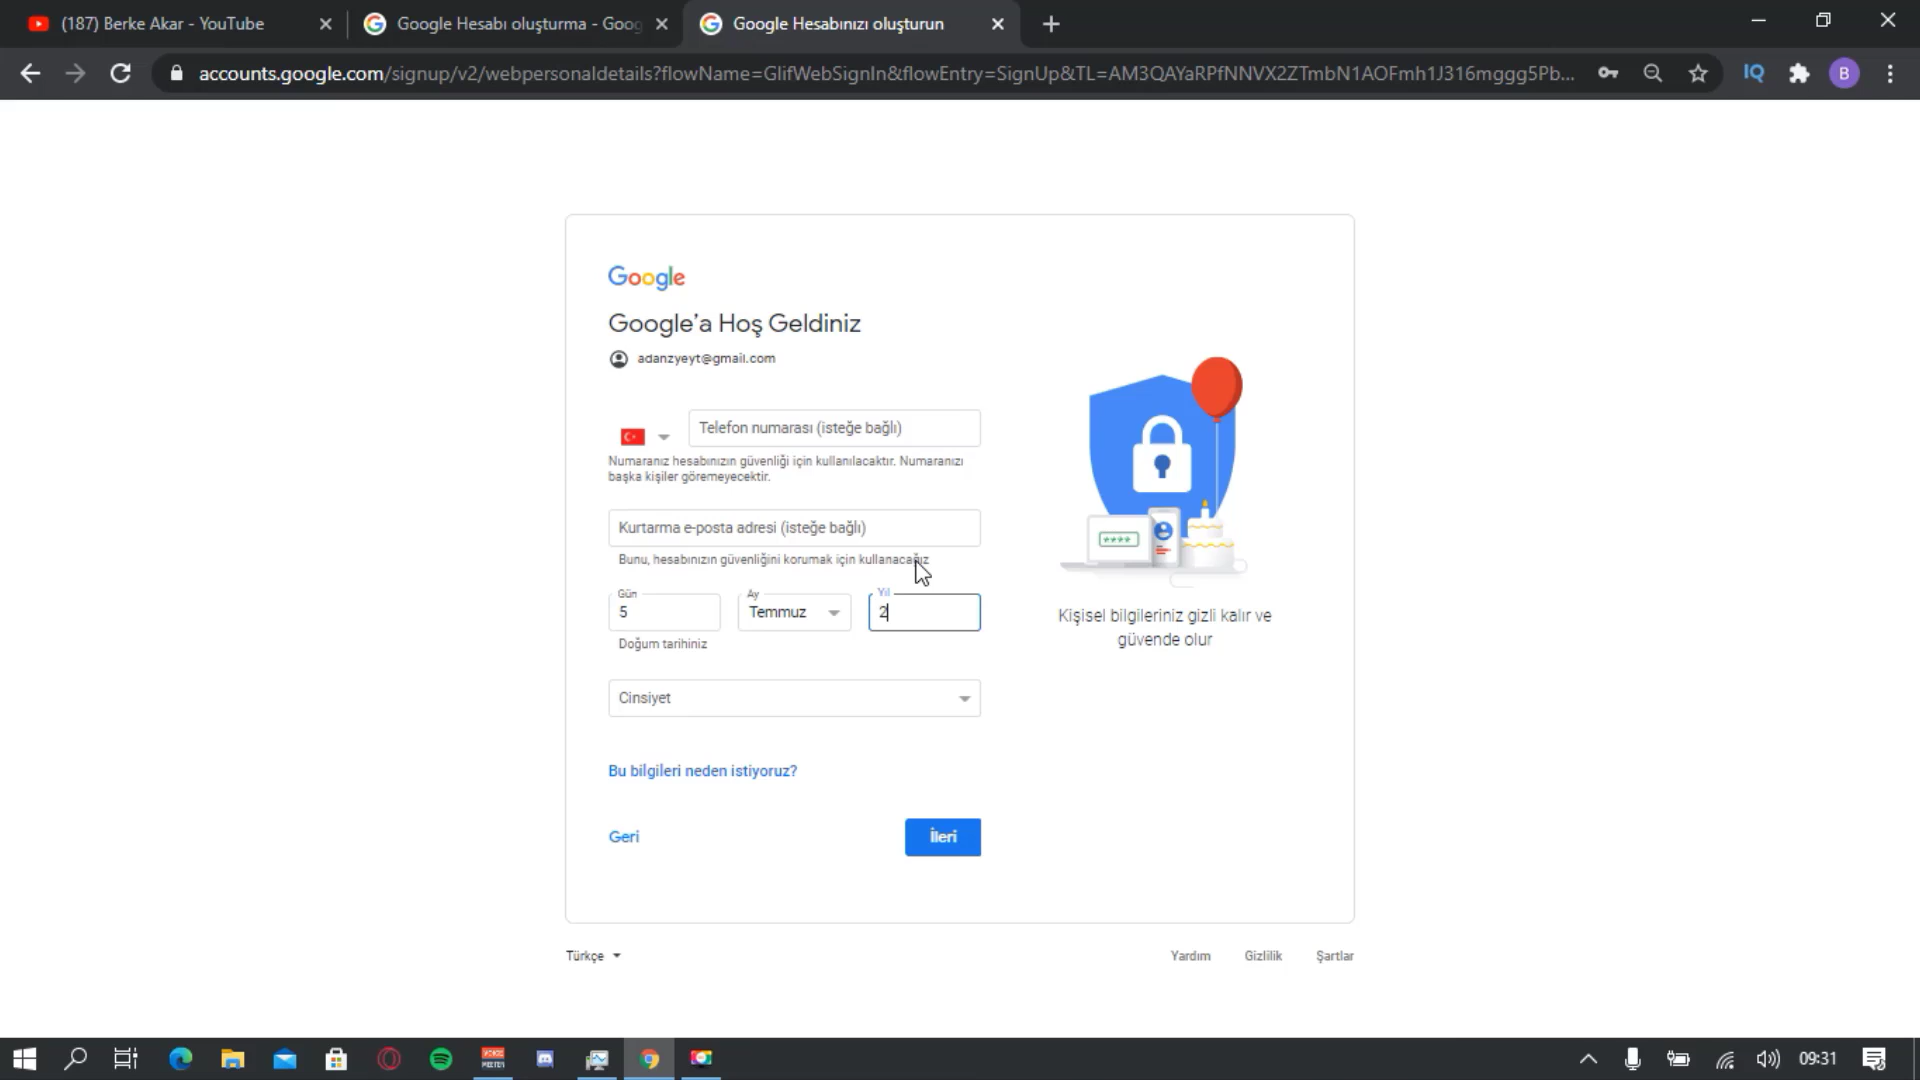 (187) Berke Akar - YouTube
Google Hesabı oluşturma - Goog
Google Hesabınızı oluşturun
accounts.google.com/signup/v2/webpersonaldetails?flowName=GlifWebSignIn&flowEntry=SignUp&TL=AM3QAYaRPfNNVX2ZTmbN1AOFmh1J316mggg5Pb...
IQ
B
Google
Google'a Hoş Geldiniz
adanzyeyt@gmail.com
Telefon numarası (isteğe bağlı)
Numaranız hesabınızın güvenliği için kullanılacaktır. Numaranızı
başka kişiler göremeyecektir.
Kurtarma e-posta adresi (isteğe bağlı)
Bunu, hesabınızın güvenliğini korumak için kullanacağız
Gün
Ay
Yıl
5
Temmuz
2
Doğum tarihiniz
Cinsiyet
Bu bilgileri neden istiyoruz?
Geri
İleri
****
Kişisel bilgileriniz gizli kalır ve
güvende olur
Türkçe
Yardım
Gizlilik
Şartlar
09:31